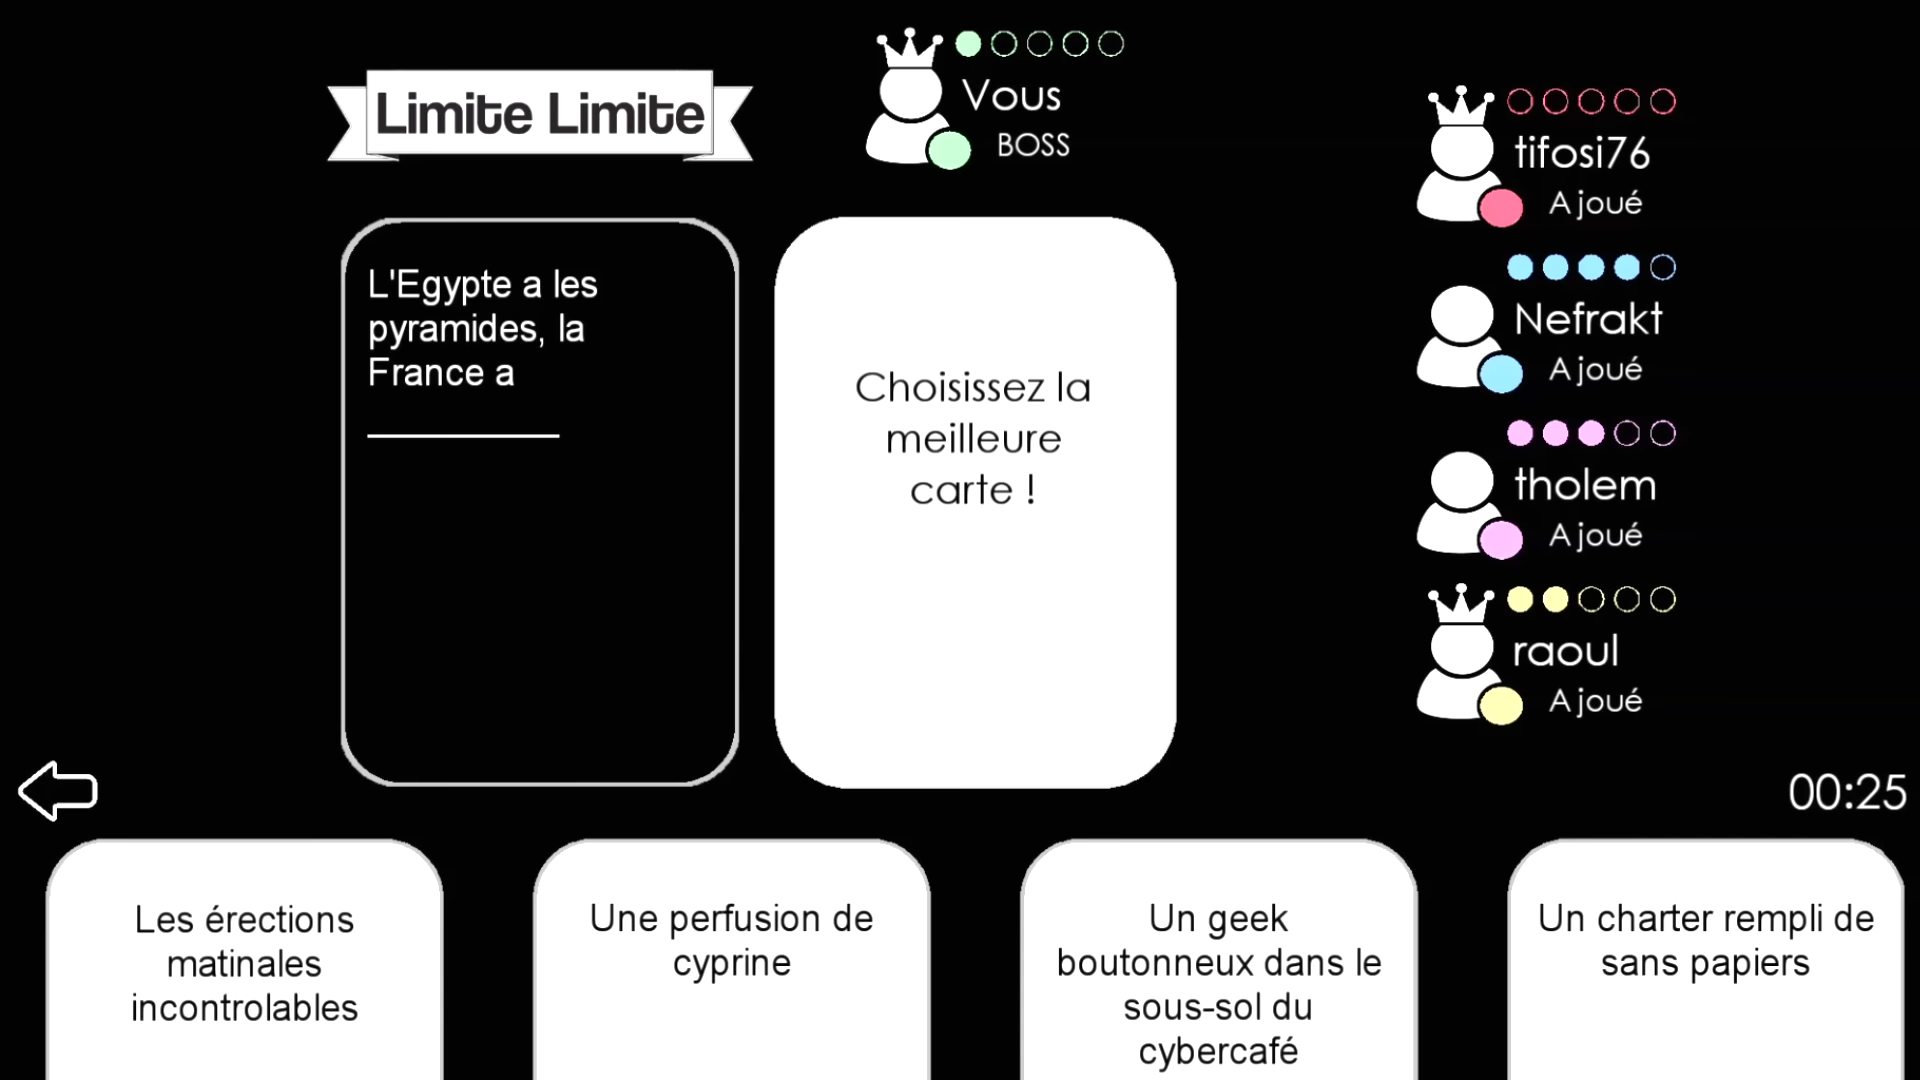 Limite Limite
Vous
BOSS
tifosi76
A joué
Nefrakt
A joué
tholem
A joué
raoul
A joué
L'Egypte a les
pyramides, la
France a
Choisissez la
meilleure
carte !
00:25
Les érections
matinales
incontrolables
Une perfusion de
cyprine
Un geek
boutonneux dans le
sous-sol du
cybercafé
Un charter rempli de
sans papiers